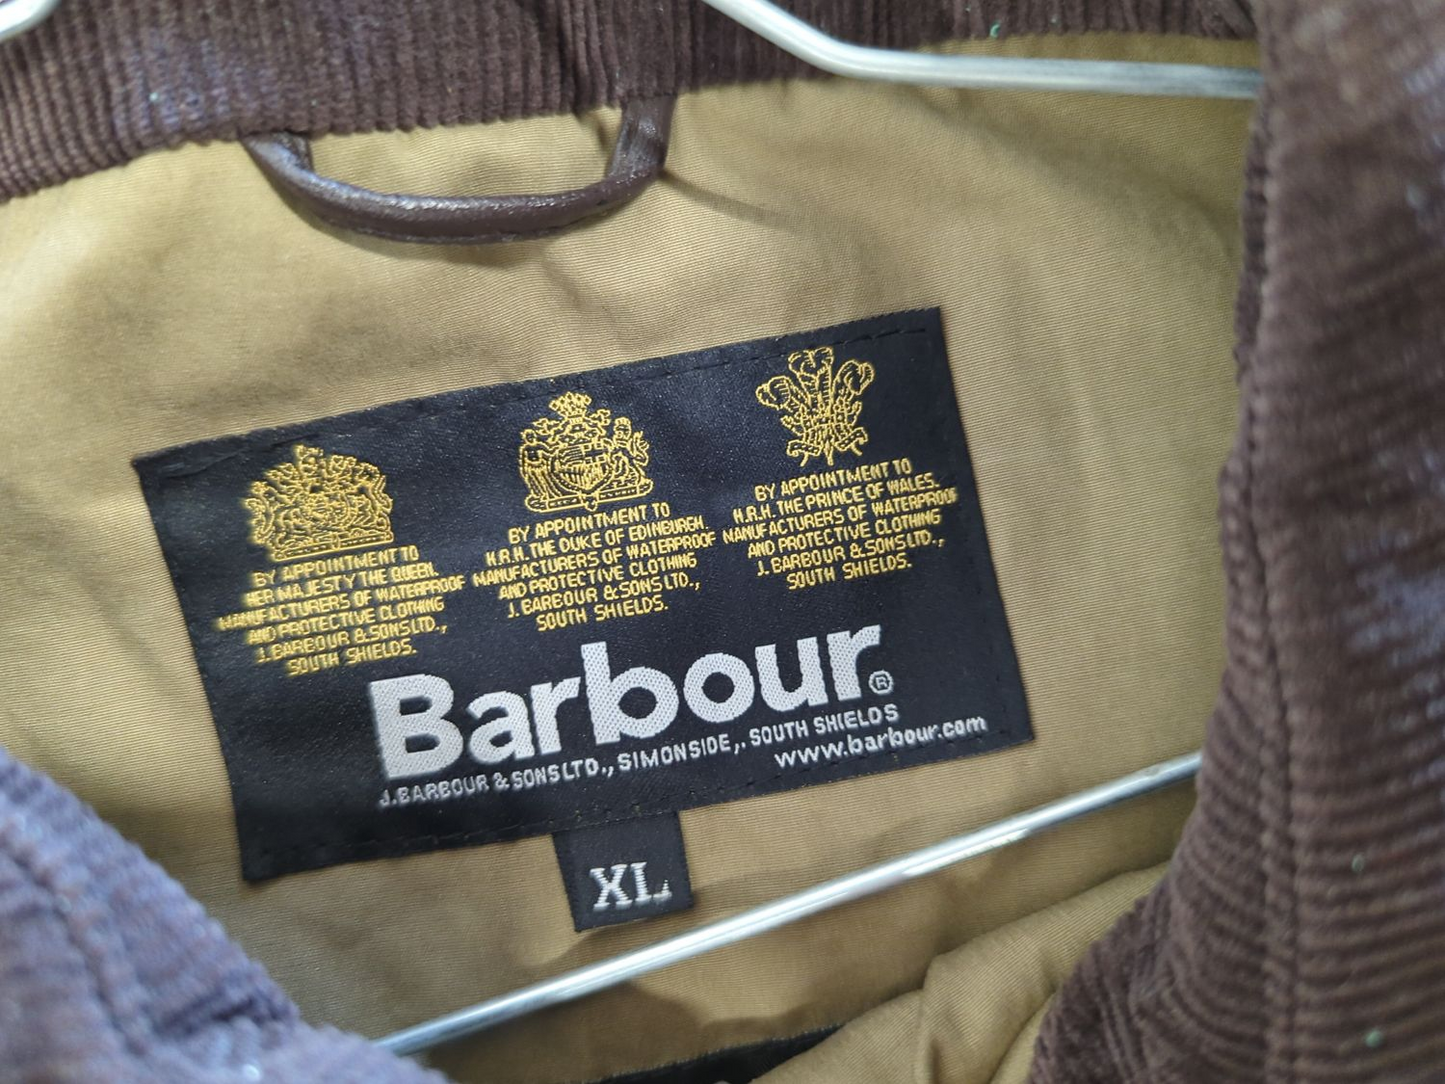 BY APPOINTMENT TO
HER MAJESTY THE QUEEN.
MANUFACTURERS OF WATERPROOF
AND PROTECTIVE CLOTHING
J. BARBOUR & SONS LTD.,
SOUTH SHIELDS.
BY APPOINTMENT TO
H.R.H. THE DUKE OF EDINBURGH.
MANUFACTURERS OF WATERPROOF
AND PROTECTIVE CLOTHING
J. BARBOUR & SONS LTD.,
SOUTH SHIELDS.
BY APPOINTMENT TO
H.R.H. THE PRINCE OF WALES.
MANUFACTURERS OF WATERPROOF
AND PROTECTIVE CLOTHING
J. BARBOUR & SONS LTD.,
SOUTH SHIELDS.
Barbour®
J.BARBOUR & SONS LTD., SIMONSIDE,. SOUTH SHIELDS
www.barbour.com
XL